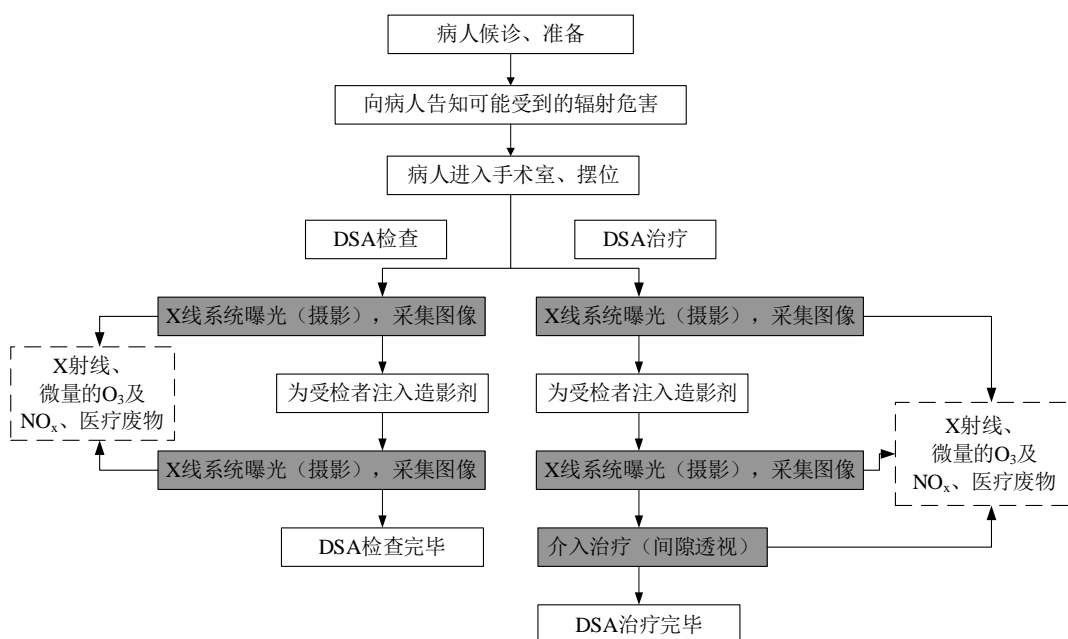 病人候诊、准备
向病人告知可能受到的辐射危害
病人进入手术室、摆位
DSA检查
DSA治疗
X线系统曝光（摄影），采集图像
X线系统曝光（摄影），采集图像
X射线、
微量的O₃及
NOₓ、医疗废物
为受检者注入造影剂
为受检者注入造影剂
X射线、
微量的O₃及
NOₓ、医疗废物
X线系统曝光（摄影），采集图像
X线系统曝光（摄影），采集图像
DSA检查完毕
介入治疗（间隙透视）
DSA治疗完毕